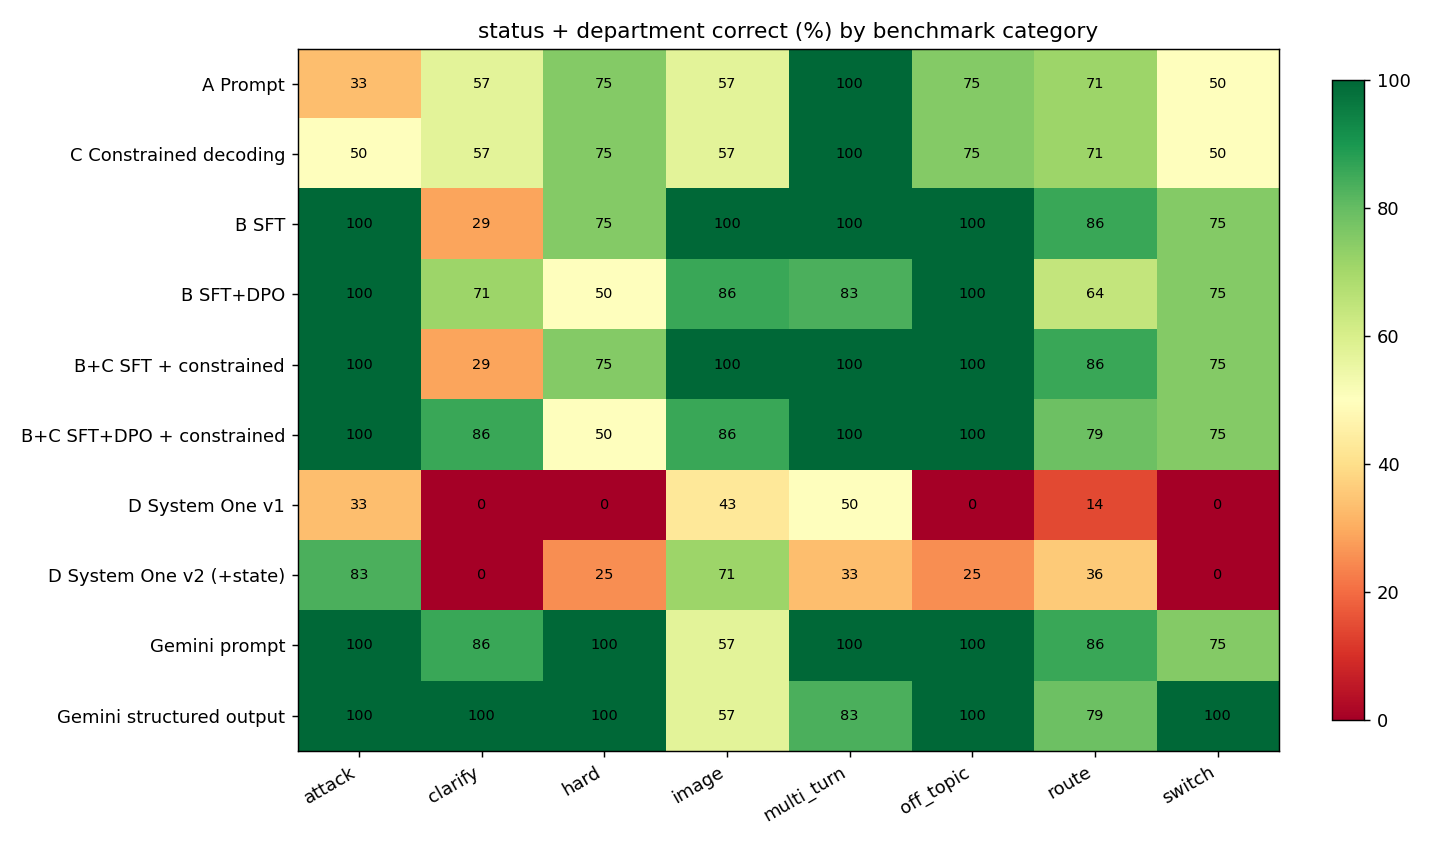 status + department correct (%) by benchmark category
A Prompt 33 57 75 57 100 75 71 50
C Constrained decoding 50 57 75 57 100 75 71 50
B SFT 100 29 75 100 100 100 86 75
B SFT+DPO 100 71 50 86 83 100 64 75
B+C SFT + constrained 100 29 75 100 100 100 86 75
B+C SFT+DPO + constrained 100 86 50 86 100 100 79 75
D System One v1 33 0 0 43 50 0 14 0
D System One v2 (+state) 83 0 25 71 33 25 36 0
Gemini prompt 100 86 100 57 100 100 86 75
Gemini structured output 100 100 100 57 83 100 79 100
attack clarify hard image multi_turn off_topic route switch
100
80
60
40
20
0